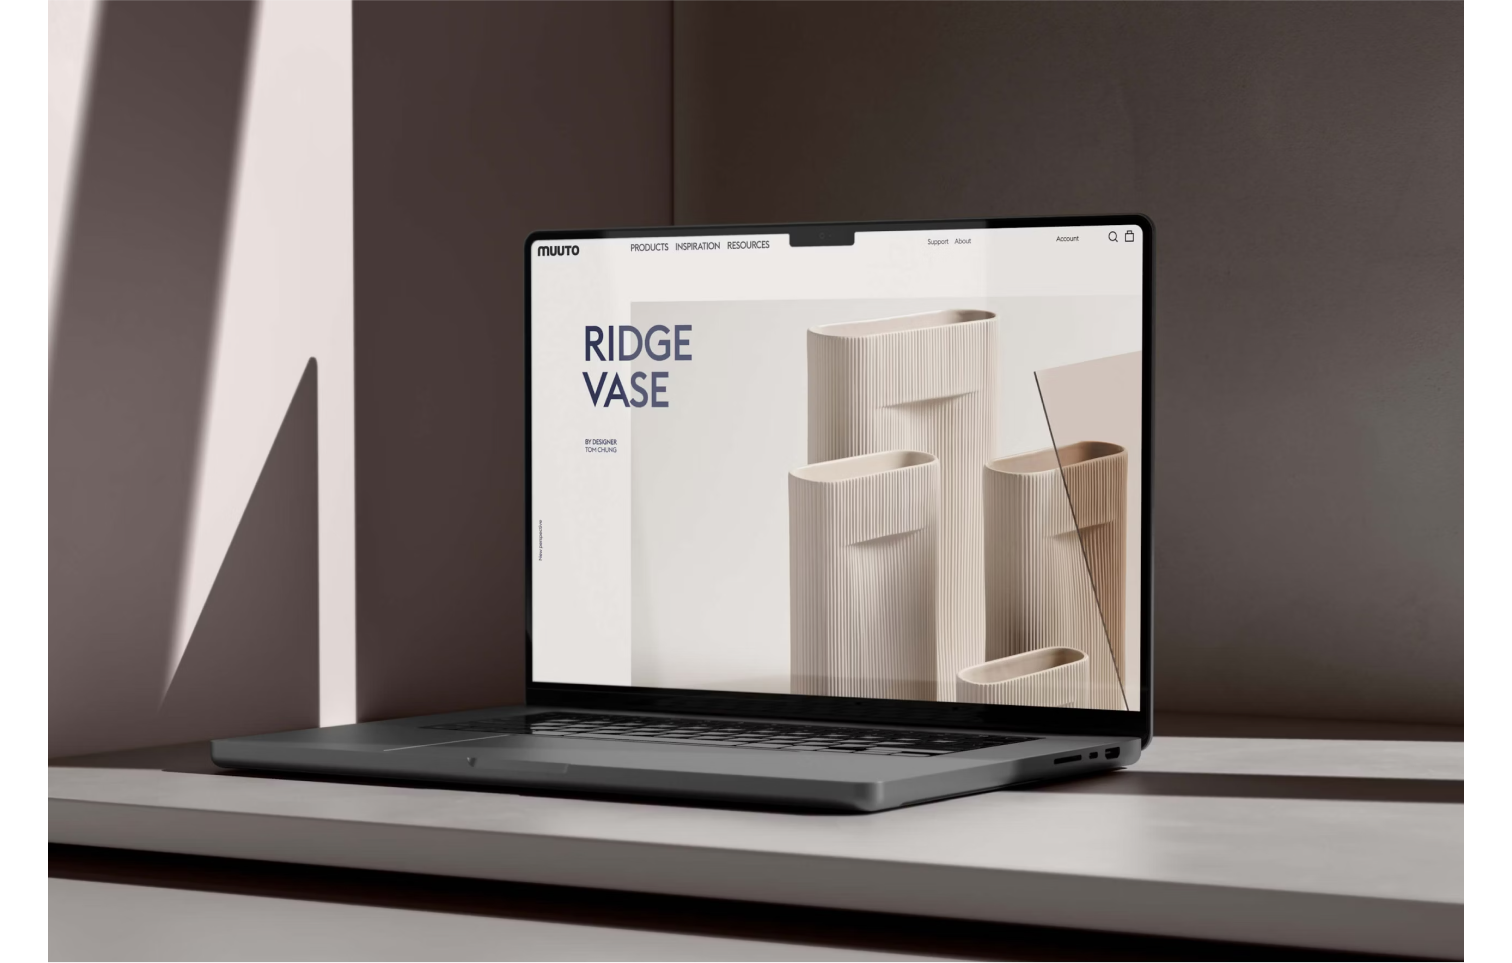 muuto
PRODUCTS INSPIRATION RESOURCES
Support About
Account
RIDGE
VASE
BY DESIGNER
TOM CHUNG
New perspective